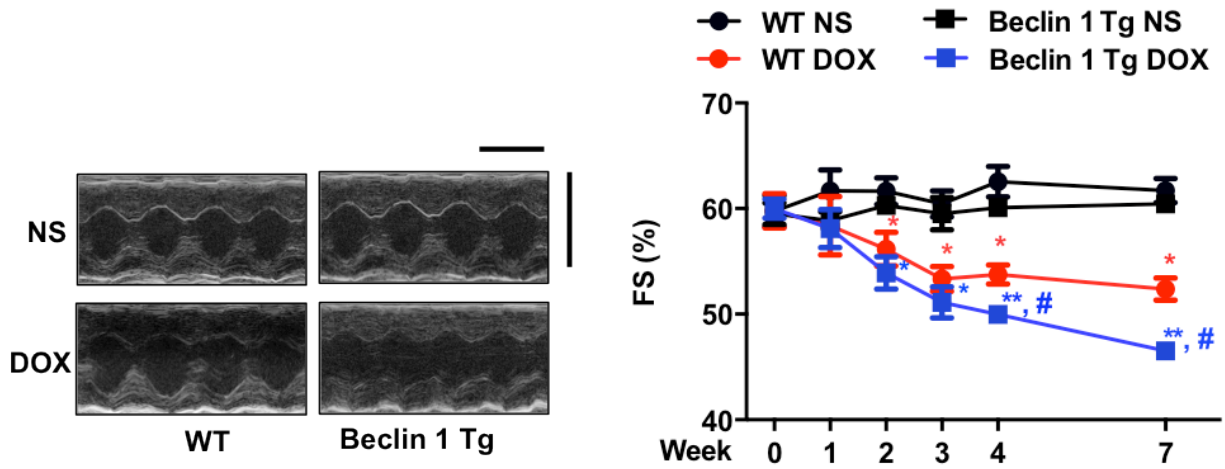 WT NS
Beclin 1 Tg NS
WT DOX
Beclin 1 Tg DOX
NS
DOX
WT
Beclin 1 Tg
FS (%)
70
60
50
40
*
*
*
*
*
*
**, #
**, #
Week
0 1 2 3 4 7